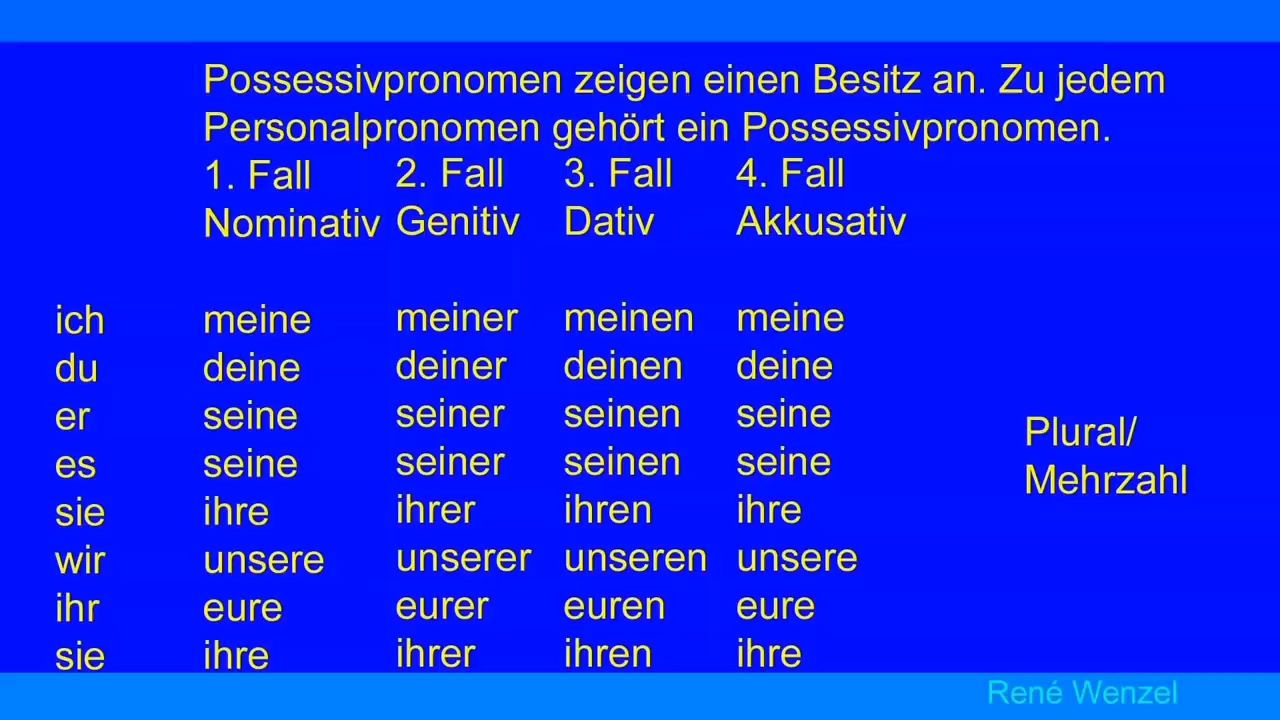 Possessivpronomen zeigen einen Besitz an. Zu jedem
Personalpronomen gehört ein Possessivpronomen.
1. Fall 2. Fall 3. Fall 4. Fall
Nominativ Genitiv Dativ Akkusativ
ich meine meiner meinen meine
du deine deiner deinen deine
er seine seiner seinen seine
es seine seiner seinen seine
sie ihre ihrer ihren ihre
wir unsere unserer unseren unsere
ihr eure eurer euren eure
sie ihre ihrer ihren ihre
Plural/
Mehrzahl
René Wenzel